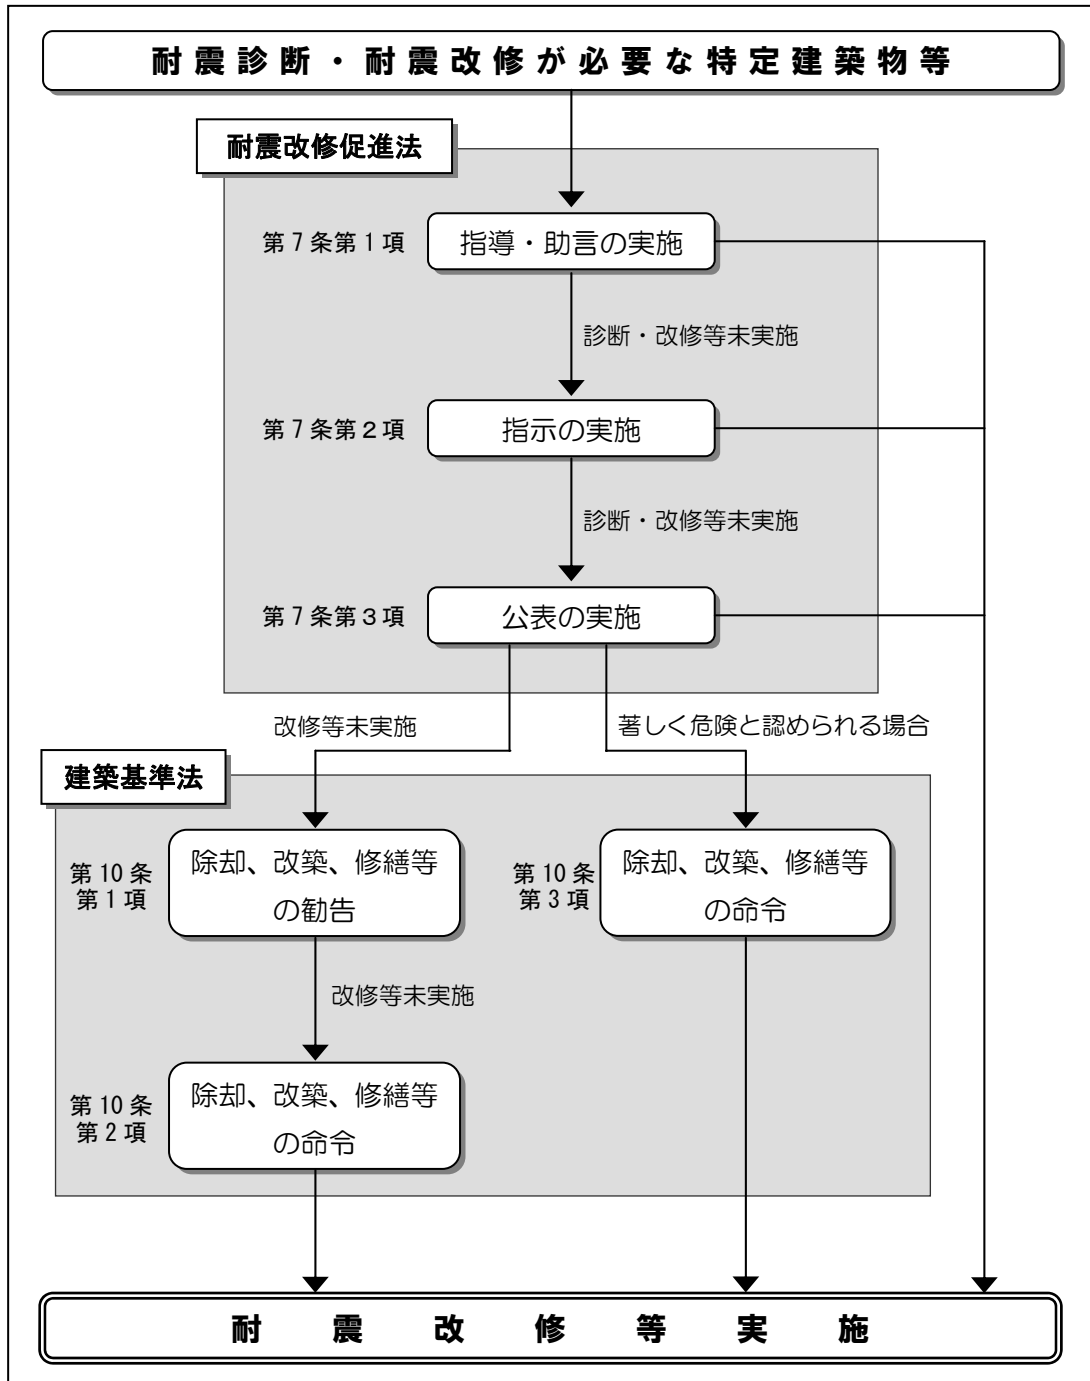 耐震診断・耐震改修が必要な特定建築物等
耐震改修促進法
第7条第1項
指導・助言の実施
診断・改修等未実施
第7条第2項
指示の実施
診断・改修等未実施
第7条第3項
公表の実施
改修等未実施
著しく危険と認められる場合
建築基準法
第10条
第1項
除却、改築、修繕等
の勧告
第10条
第3項
除却、改築、修繕等
の命令
改修等未実施
第10条
第2項
除却、改築、修繕等
の命令
耐震改修等実施